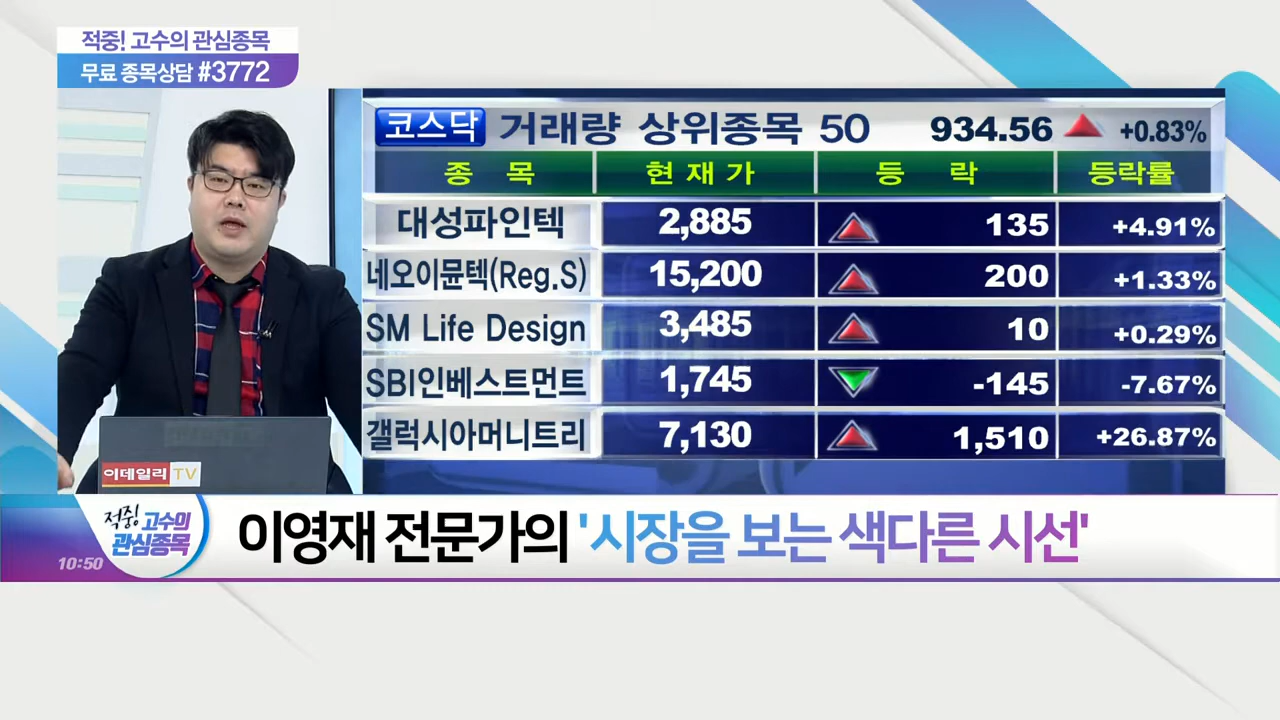 적중! 고수의 관심종목
무료 종목상담 #3772
코스닥 거래량 상위종목 50 934.56 +0.83%
종 목 현 재 가 등 락 등락률
대성파인텍 2,885 135 +4.91%
네오이뮨텍(Reg.S) 15,200 200 +1.33%
SM Life Design 3,485 10 +0.29%
SBI인베스트먼트 1,745 -145 -7.67%
갤럭시아머니트리 7,130 1,510 +26.87%
이데일리 TV
적중! 고수의
관심종목
10:50
이영재 전문가의 '시장을 보는 색다른 시선'